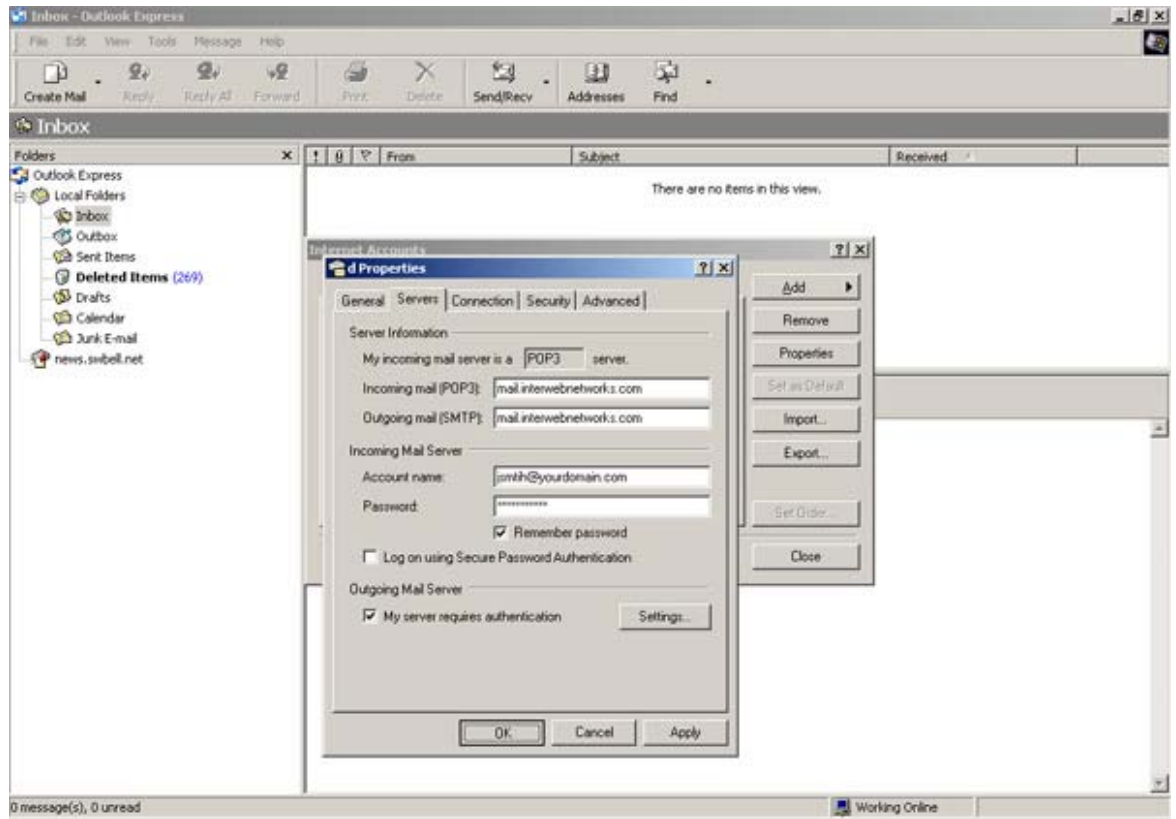 Inbox - Outlook Express
File Edit View Tools Message Help
Create Mail Reply Reply All Forward Print Delete Send/Recv Addresses Find
Inbox
Folders
! From Subject Received
Outlook Express
There are no items in this view.
Local Folders
Inbox
Outbox
Sent Items
Deleted Items (269)
Drafts
Calendar
Junk E-mail
news.swbell.net
Internet Accounts
d Properties
General Servers Connection Security Advanced
Server Information
My incoming mail server is a POP3 server.
Incoming mail (POP3): mail.interwebnetworks.com
Outgoing mail (SMTP): mail.interwebnetworks.com
Incoming Mail Server
Account name: jsmtih@yourdomain.com
Password:
Remember password
Log on using Secure Password Authentication
Outgoing Mail Server
My server requires authentication Settings...
OK Cancel Apply
Add
Remove
Properties
Set as Default
Import...
Export...
Set Order...
Close
0 message(s), 0 unread
Working Online